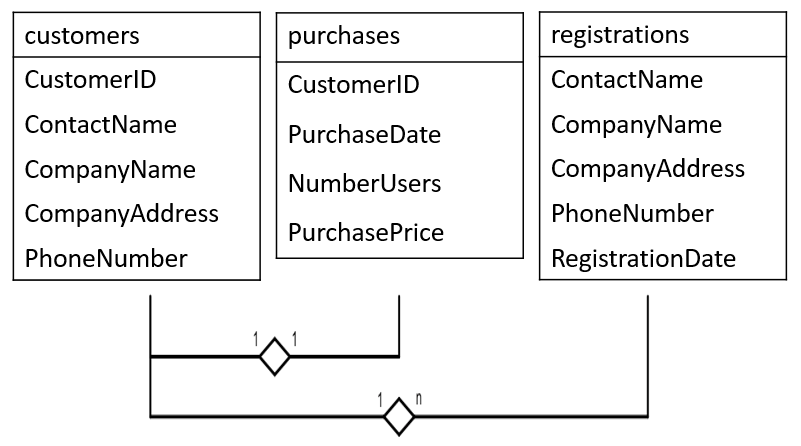 customers
CustomerID
ContactName
CompanyName
CompanyAddress
PhoneNumber
purchases
CustomerID
PurchaseDate
NumberUsers
PurchasePrice
registrations
ContactName
CompanyName
CompanyAddress
PhoneNumber
RegistrationDate
1 1
1 n